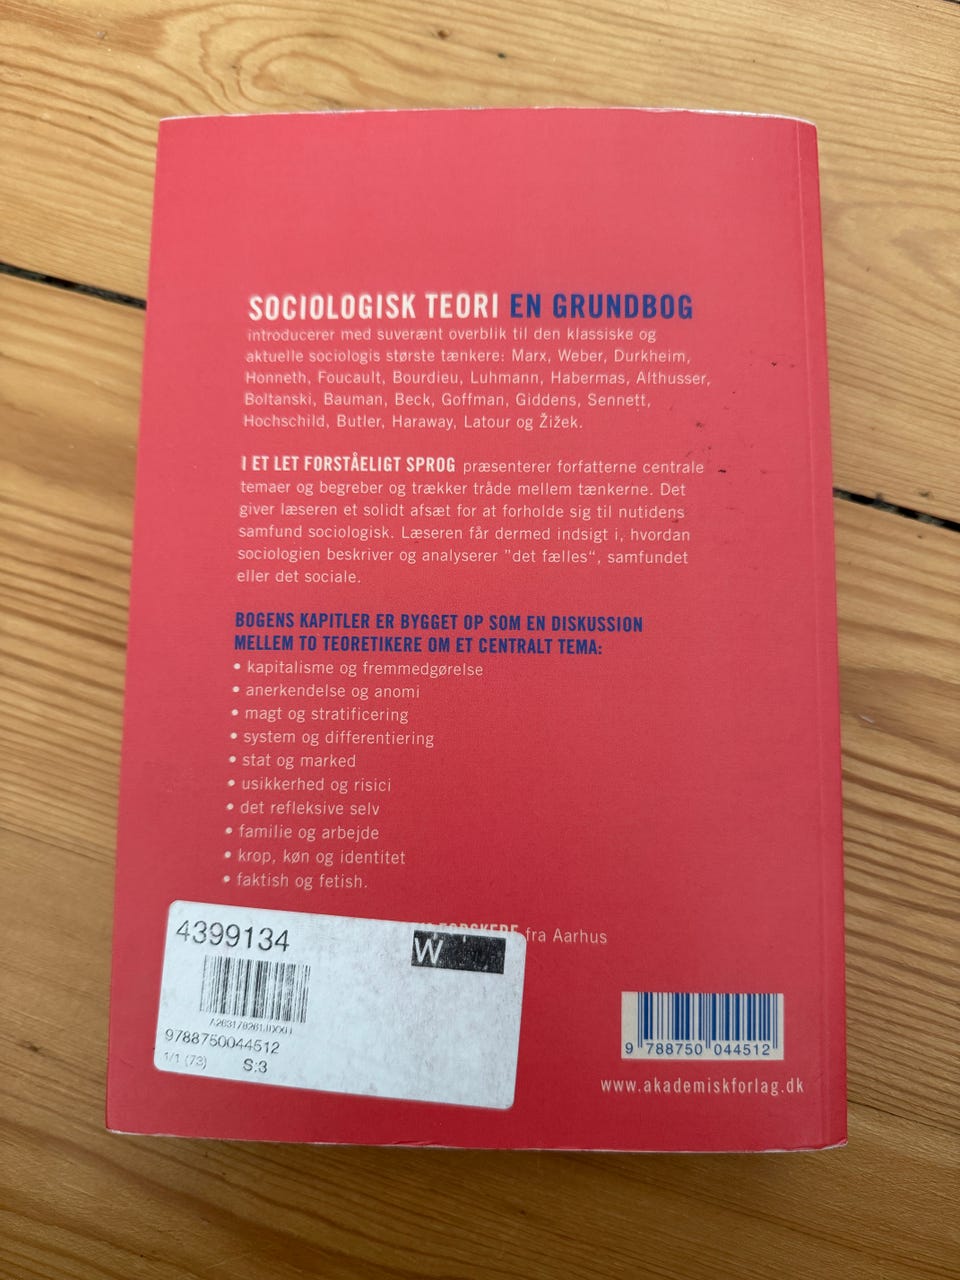 SOCIOLOGISK TEORI EN GRUNDBOG
introducerer med suverænt overblik til den klassiske og
aktuelle sociologis største tænkere: Marx, Weber, Durkheim,
Honneth, Foucault, Bourdieu, Luhmann, Habermas, Althusser,
Boltanski, Bauman, Beck, Goffman, Giddens, Sennett,
Hochschild, Butler, Haraway, Latour og Žižek.
I ET LET FORSTÅELIGT SPROG præsenterer forfatterne centrale
temaer og begreber og trækker tråde mellem tænkerne. Det
giver læseren et solidt afsæt for at forholde sig til nutidens
samfund sociologisk. Læseren får dermed indsigt i, hvordan
sociologien beskriver og analyserer ”det fælles“, samfundet
eller det sociale.
BOGENS KAPITLER ER BYGGET OP SOM EN DISKUSSION
MELLEM TO TEORETIKERE OM ET CENTRALT TEMA:
• kapitalisme og fremmedgørelse
• anerkendelse og anomi
• magt og stratificering
• system og differentiering
• stat og marked
• usikkerhed og risici
• det refleksive selv
• familie og arbejde
• krop, køn og identitet
• faktish og fetish.
FORSKERE fra Aarhus
4399134
W
9788750044512
1/1 (73) S:3
9 788750 044512
www.akademiskforlag.dk